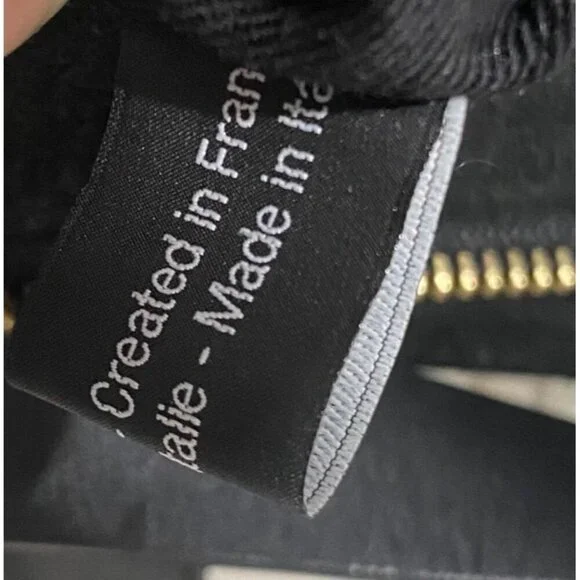 Created in Fran
talie - Made in Ita